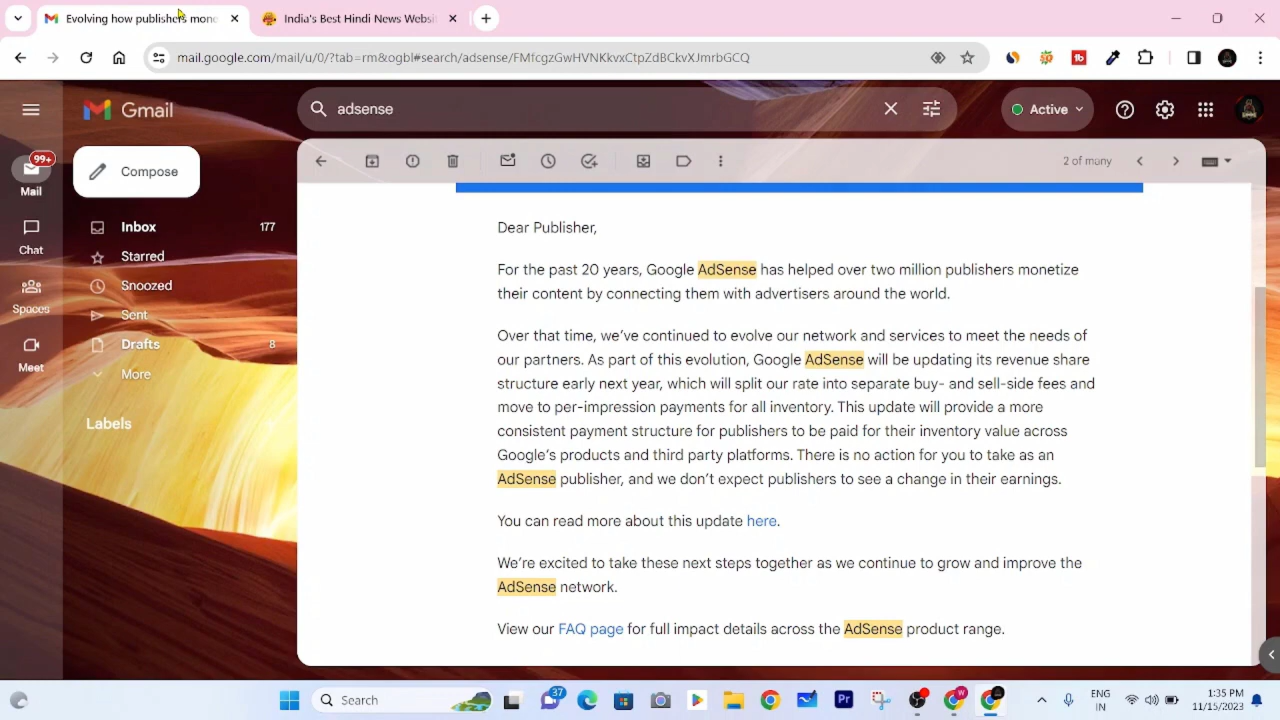 Evolving how publishers mone
India's Best Hindi News Websi
mail.google.com/mail/u/0/?tab=rm&ogbl#search/adsense/FMfcgzGwHVNKkvxCtpZdBCkvxXJmrbGCQ
Gmail
adsense
Active
99+
Mail
Compose
2 of many
Inbox 177
Chat
Starred
Snoozed
Spaces
Sent
Drafts 8
Meet
More
Labels
Dear Publisher,
For the past 20 years, Google AdSense has helped over two million publishers monetize
their content by connecting them with advertisers around the world.
Over that time, we've continued to evolve our network and services to meet the needs of
our partners. As part of this evolution, Google AdSense will be updating its revenue share
structure early next year, which will split our rate into separate buy- and sell-side fees and
move to per-impression payments for all inventory. This update will provide a more
consistent payment structure for publishers to be paid for their inventory value across
Google's products and third party platforms. There is no action for you to take as an
AdSense publisher, and we don't expect publishers to see a change in their earnings.
You can read more about this update here.
We're excited to take these next steps together as we continue to grow and improve the
AdSense network.
View our FAQ page for full impact details across the AdSense product range.
Search
37
Pr
W
ENG
IN
1:35 PM
11/15/2023